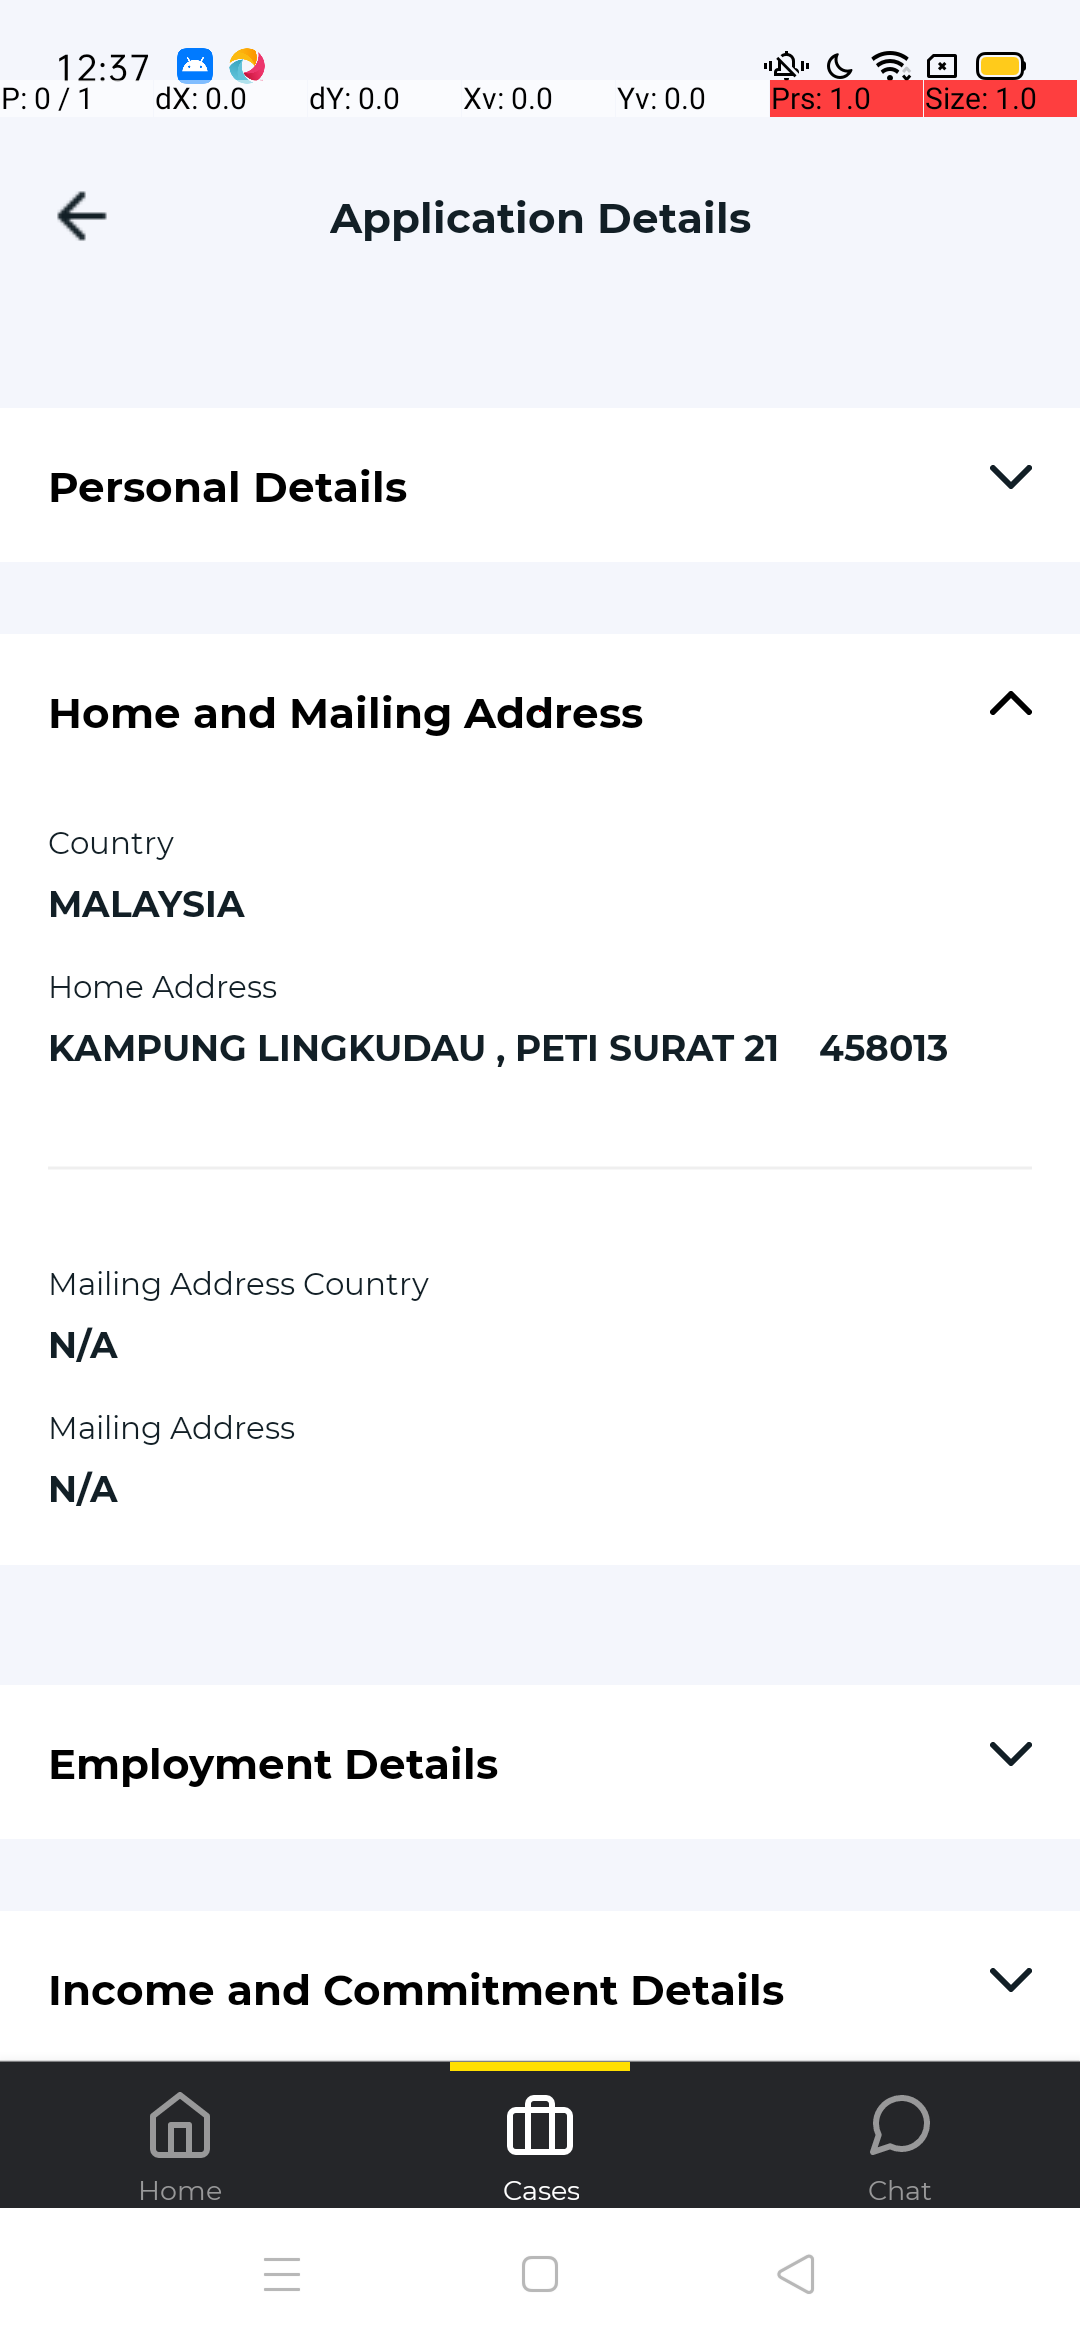 12:37
P: 0 / 1 dX: 0.0 dY: 0.0 Xv: 0.0 Yv: 0.0 Prs: 1.0 Size: 1.0
Application Details
Personal Details
Home and Mailing Address
Country
MALAYSIA
Home Address
KAMPUNG LINGKUDAU , PETI SURAT 21 458013
Mailing Address Country
N/A
Mailing Address
N/A
Employment Details
Income and Commitment Details
Home Cases Chat